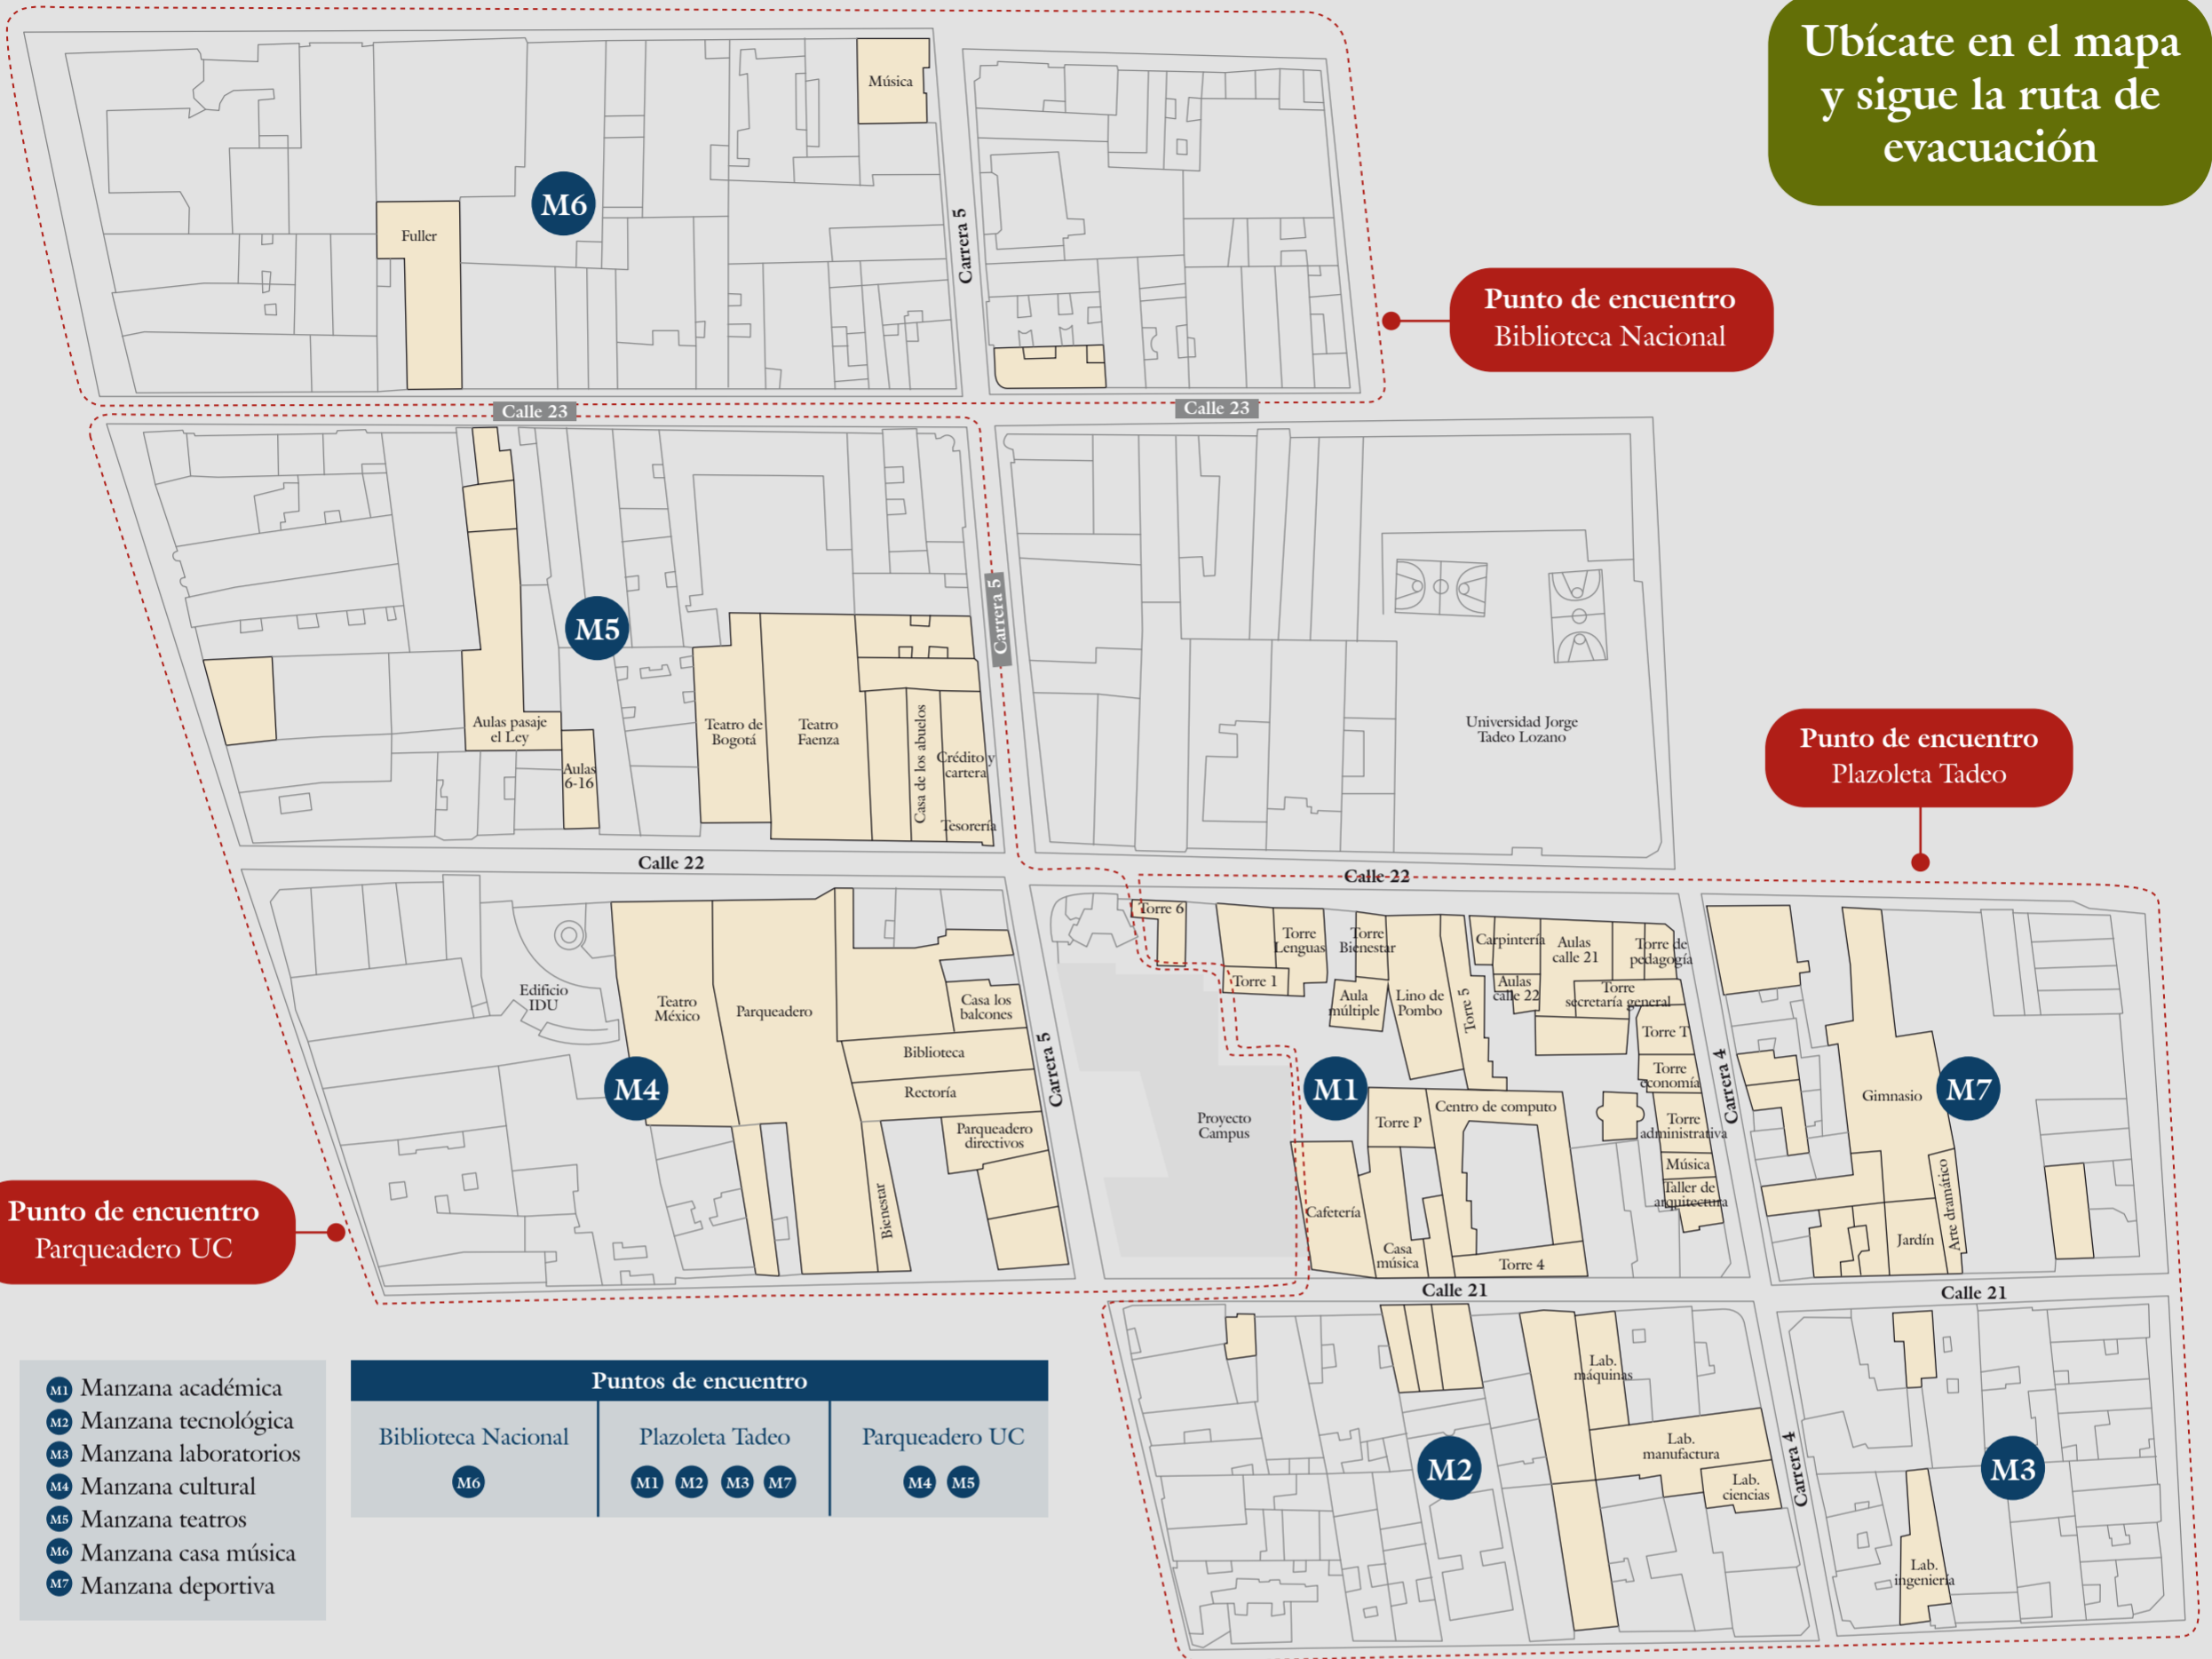 Ubícate en el mapa
y sigue la ruta de
evacuación
Música
M6
Fuller
Carrera 5
Punto de encuentro
Biblioteca Nacional
Calle 23
Calle 23
M5
Carrera 5
Aulas pasaje
el Ley
Aulas
6-16
Teatro de
Bogotá
Teatro
Faenza
Casa de los abuelos
Crédito y
cartera
Tesorería
Universidad Jorge
Tadeo Lozano
Punto de encuentro
Plazoleta Tadeo
Calle 22
Calle 22
Edificio
IDU
Teatro
México
Parqueadero
Casa los
balcones
Biblioteca
Rectoría
Parqueadero
directivos
Bienestar
M4
Carrera 5
Proyecto
Campus
Torre 6
Torre
Lenguas
Torre 1
Torre
Bienestar
Aula
múltiple
Lino de
Pombo
Torre 5
Carpintería
Aulas
calle 21
Torre de
pedagogía
Aulas
calle 22
Torre
secretaría general
Torre T
Torre
economía
Torre
administrativa
Música
Taller de
arquitectura
M1
Torre P
Centro de computo
Cafetería
Casa
música
Torre 4
Carrera 4
Gimnasio
M7
Arte dramático
Jardín
Punto de encuentro
Parqueadero UC
Calle 21
Calle 21
Lab.
máquinas
Lab.
manufactura
Lab.
ciencias
M2
Carrera 4
M3
Lab.
ingeniería
M1 Manzana académica
M2 Manzana tecnológica
M3 Manzana laboratorios
M4 Manzana cultural
M5 Manzana teatros
M6 Manzana casa música
M7 Manzana deportiva
Puntos de encuentro
Biblioteca Nacional
M6
Plazoleta Tadeo
M1 M2 M3 M7
Parqueadero UC
M4 M5